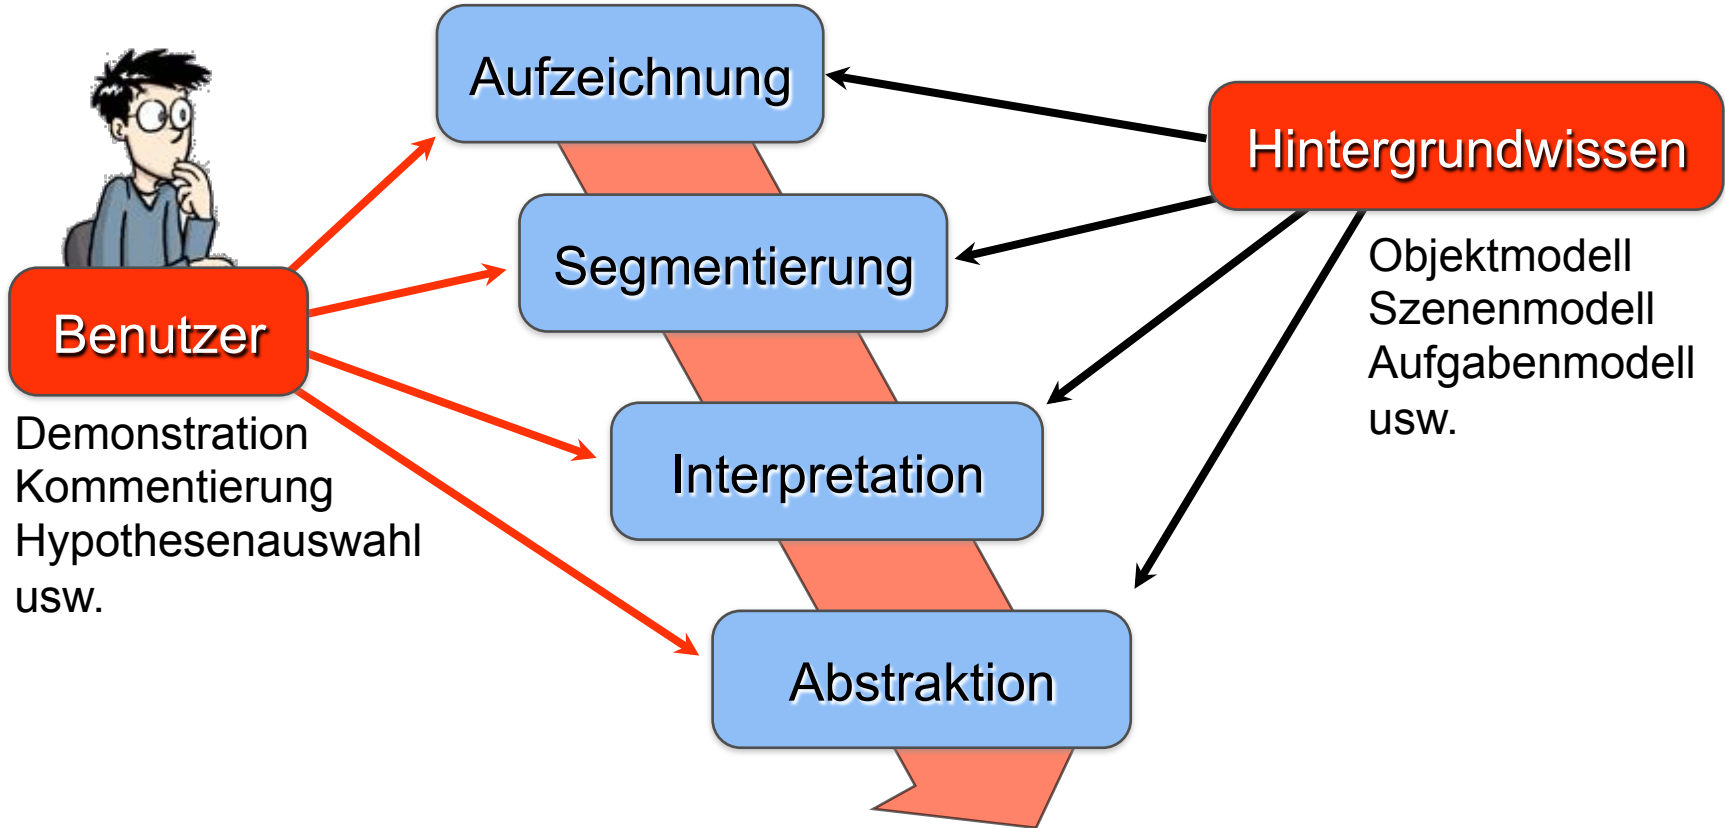 Aufzeichnung
Hintergrundwissen
Segmentierung
Objektmodell
Szenenmodell
Aufgabenmodell
usw.
Benutzer
Demonstration
Kommentierung
Hypothesenauswahl
usw.
Interpretation
Abstraktion